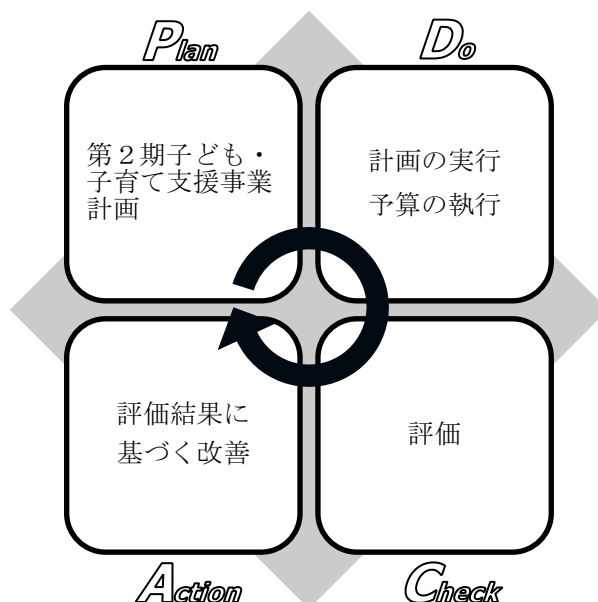 Plan
Do
第２期子ども・
子育て支援事業
計画
計画の実行
予算の執行
評価結果に
基づく改善
評価
Action
Check